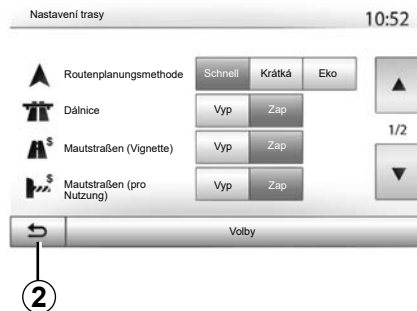 Nastavení trasy 10:52
Routenplanungsmethode Schnell Krátká Eko
Dálnice Vyp Zap
1/2
$ Mautstraßen (Vignette) Vyp Zap
$ Mautstraßen (pro
Nutzung) Vyp Zap
Volby
2